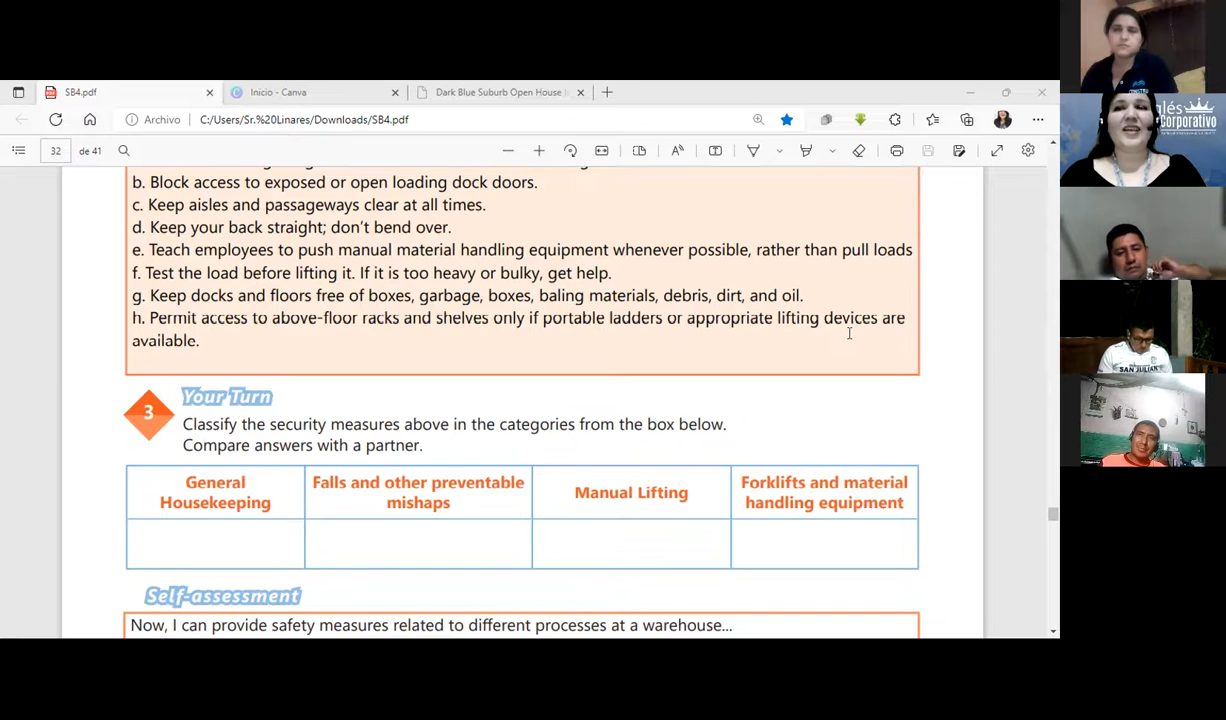 SB4.pdf
Inicio - Canva
Dark Blue Suburb Open House
Archivo C:/Users/Sr.%20Linares/Downloads/SB4.pdf
32 de 41
b. Block access to exposed or open loading dock doors.
c. Keep aisles and passageways clear at all times.
d. Keep your back straight; don't bend over.
e. Teach employees to push manual material handling equipment whenever possible, rather than pull loads
f. Test the load before lifting it. If it is too heavy or bulky, get help.
g. Keep docks and floors free of boxes, garbage, boxes, baling materials, debris, dirt, and oil.
h. Permit access to above-floor racks and shelves only if portable ladders or appropriate lifting devices are
available.
3
Your Turn
Classify the security measures above in the categories from the box below.
Compare answers with a partner.
General
Housekeeping
Falls and other preventable
mishaps
Manual Lifting
Forklifts and material
handling equipment
Self-assessment
Now, I can provide safety measures related to different processes at a warehouse...
Corporativo
SAN JULIAN